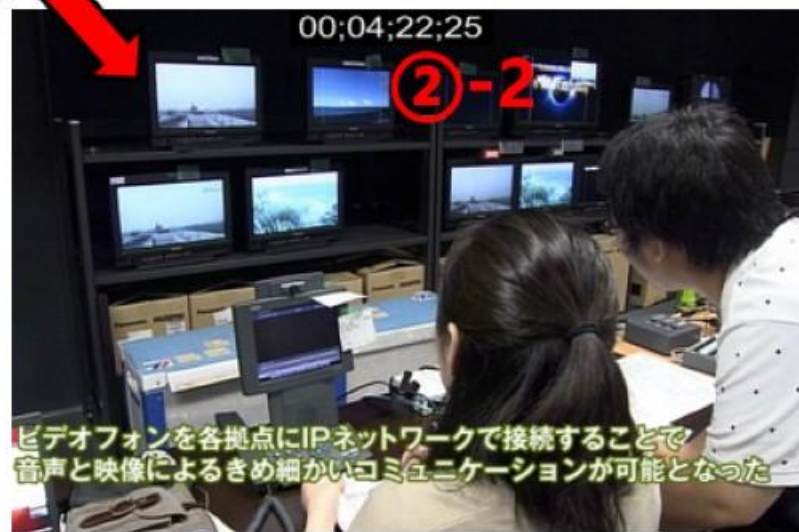 00;04;22;25
②-2
ビデオフォンを各拠点にIPネットワークで接続することで
音声と映像によるきめ細かいコミュニケーションが可能となった